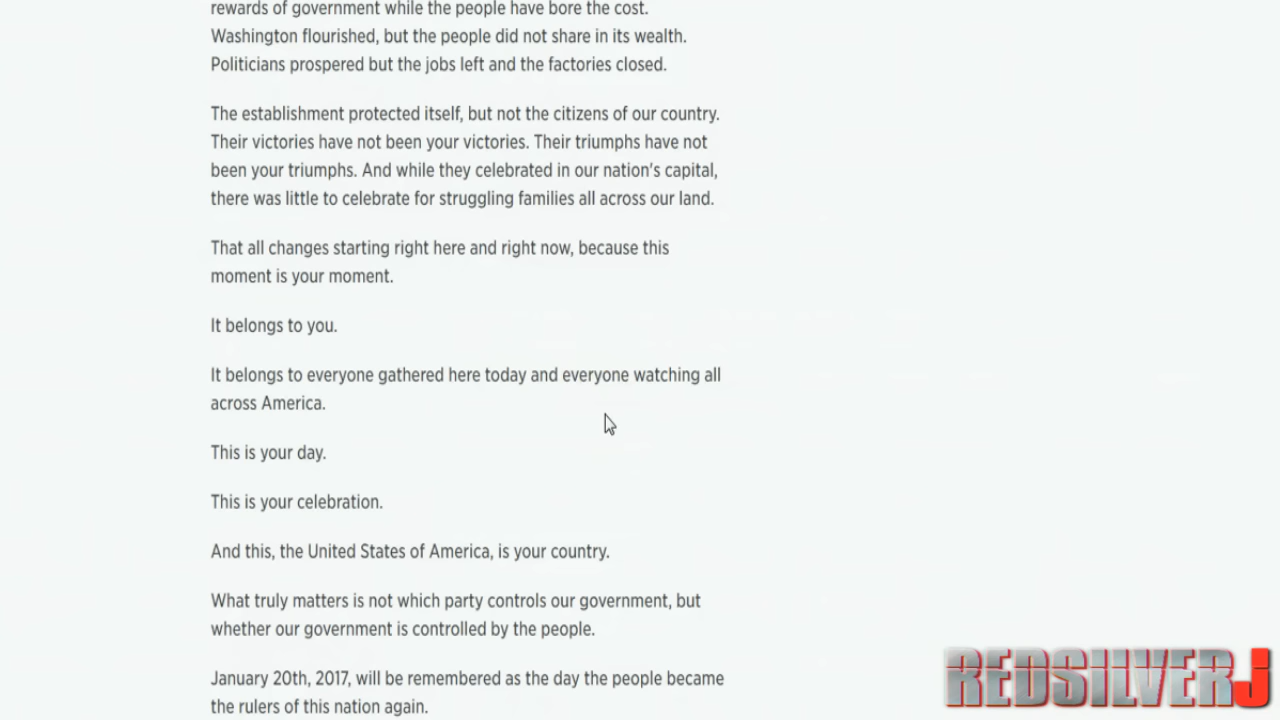 rewards of government while the people have bore the cost.
Washington flourished, but the people did not share in its wealth.
Politicians prospered but the jobs left and the factories closed.
The establishment protected itself, but not the citizens of our country.
Their victories have not been your victories. Their triumphs have not
been your triumphs. And while they celebrated in our nation's capital,
there was little to celebrate for struggling families all across our land.
That all changes starting right here and right now, because this
moment is your moment.
It belongs to you.
It belongs to everyone gathered here today and everyone watching all
across America.
This is your day.
This is your celebration.
And this, the United States of America, is your country.
What truly matters is not which party controls our government, but
whether our government is controlled by the people.
January 20th, 2017, will be remembered as the day the people became
the rulers of this nation again.
REDSiLVERJ